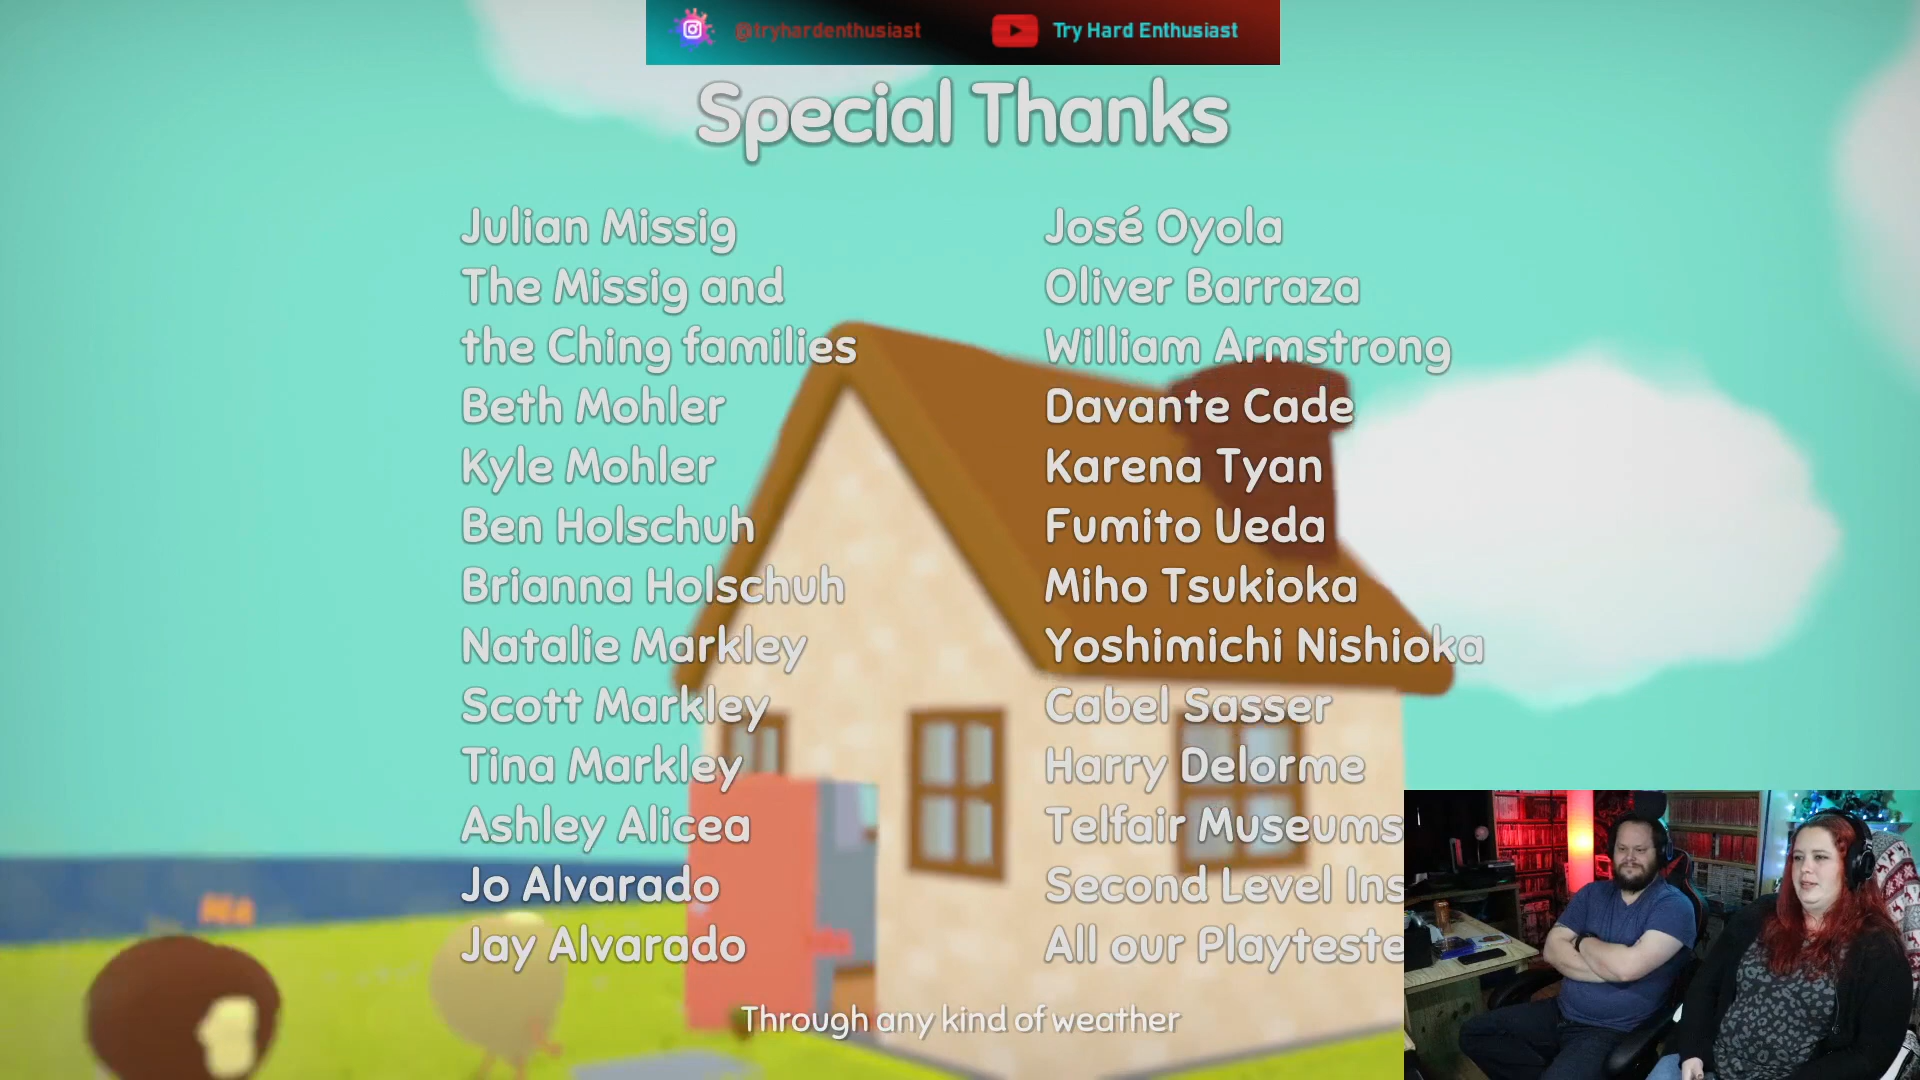 @tryhardenthusiast
Try Hard Enthusiast
Special Thanks
Julian Missig
The Missig and
the Ching families
Beth Mohler
Kyle Mohler
Ben Holschuh
Brianna Holschuh
Natalie Markley
Scott Markley
Tina Markley
Ashley Alicea
Jo Alvarado
Jay Alvarado
José Oyola
Oliver Barraza
William Armstrong
Davante Cade
Karena Tyan
Fumito Ueda
Miho Tsukioka
Yoshimichi Nishioka
Cabel Sasser
Harry Delorme
Telfair Museums
Second Level Ins
All our Playteste
Through any kind of weather